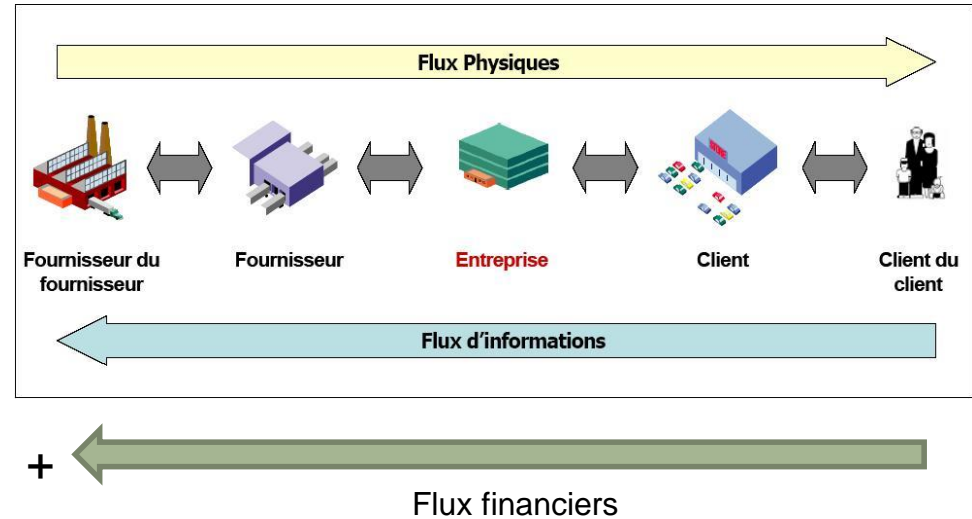 Flux Physiques
Fournisseur du
fournisseur
Fournisseur
Entreprise
Client
Client du
client
Flux d’informations
+
Flux financiers